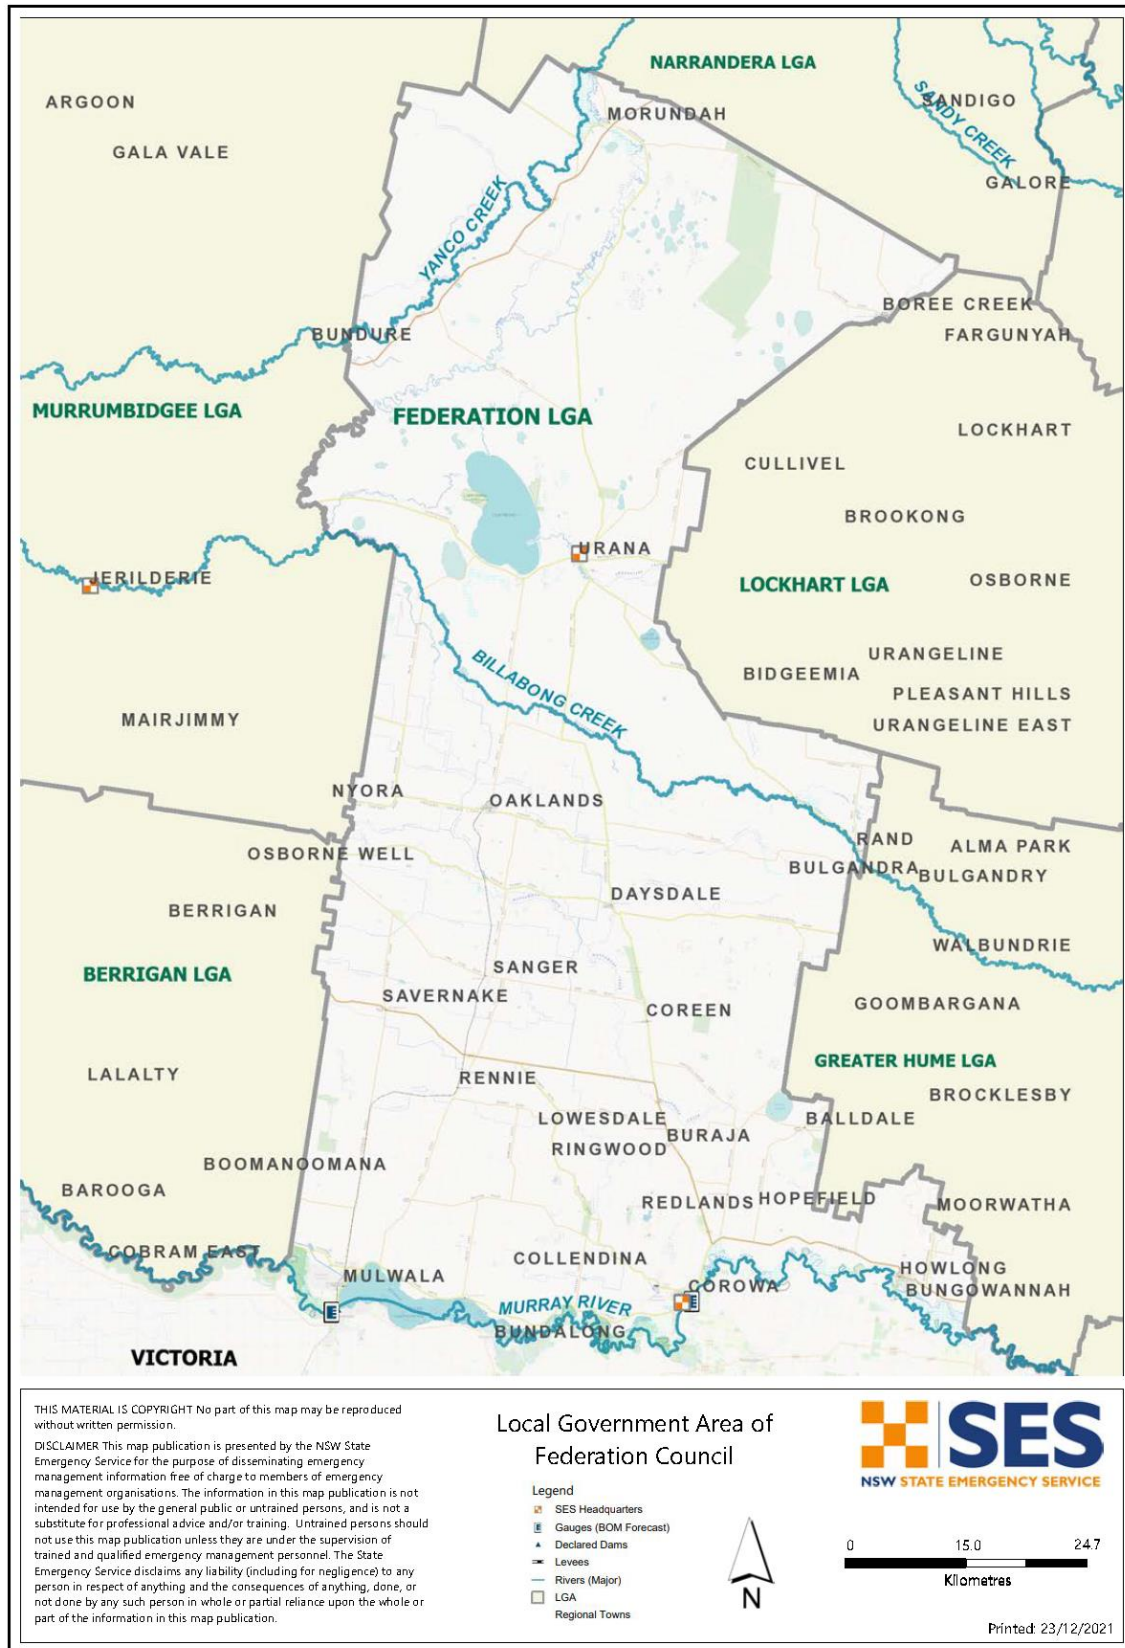 NARRANDERA LGA
ARGOON
SANDIGO
MORUNDAH
SANDY CREEK
GALA VALE
GALORE
YANCO CREEK
BOREE CREEK
BUNDURE
FARGUNYAH
MURRUMBIDGEE LGA
FEDERATION LGA
LOCKHART
CULLIVEL
BROOKONG
URANA
JERILDERIE
LOCKHART LGA
OSBORNE
URANGELINE
BIDGEEMIA
BILLABONG CREEK
PLEASANT HILLS
MAIRJIMMY
URANGELINE EAST
NYORA
OAKLANDS
RAND
ALMA PARK
OSBORNE WELL
BULGANDRA
BULGANDRY
DAYSDALE
BERRIGAN
WALBUNDRIE
BERRIGAN LGA
SANGER
SAVERNAKE
GOOMBARGANA
COREEN
GREATER HUME LGA
LALALTY
RENNIE
BROCKLESBY
LOWESDALE
BALLDALE
BURAJA
RINGWOOD
BOOMANOOMANA
BAROOGA
REDLANDS
HOPEFIELD
MOORWATHA
COBRAM EAST
COLLENDINA
HOWLONG
MULWALA
COROWA
BUNGOWANNAH
MURRAY RIVER
BUNDALONG
VICTORIA
THIS MATERIAL IS COPYRIGHT No part of this map may be reproduced
without written permission.
DISCLAIMER This map publication is presented by the NSW State
Emergency Service for the purpose of disseminating emergency
management information free of charge to members of emergency
management organisations. The information in this map publication is not
intended for use by the general public or untrained persons, and is not a
substitute for professional advice and/or training. Untrained persons should
not use this map publication unless they are under the supervision of
trained and qualified emergency management personnel. The State
Emergency Service disclaims any liability (including for negligence) to any
person in respect of anything and the consequences of anything, done, or
not done by any such person in whole or partial reliance upon the whole or
part of the information in this map publication.
Local Government Area of
Federation Council
Legend
SES Headquarters
Gauges (BOM Forecast)
Declared Dams
Levees
Rivers (Major)
LGA
Regional Towns
N
SES
NSW STATE EMERGENCY SERVICE
0 15.0 24.7
Kilometres
Printed: 23/12/2021